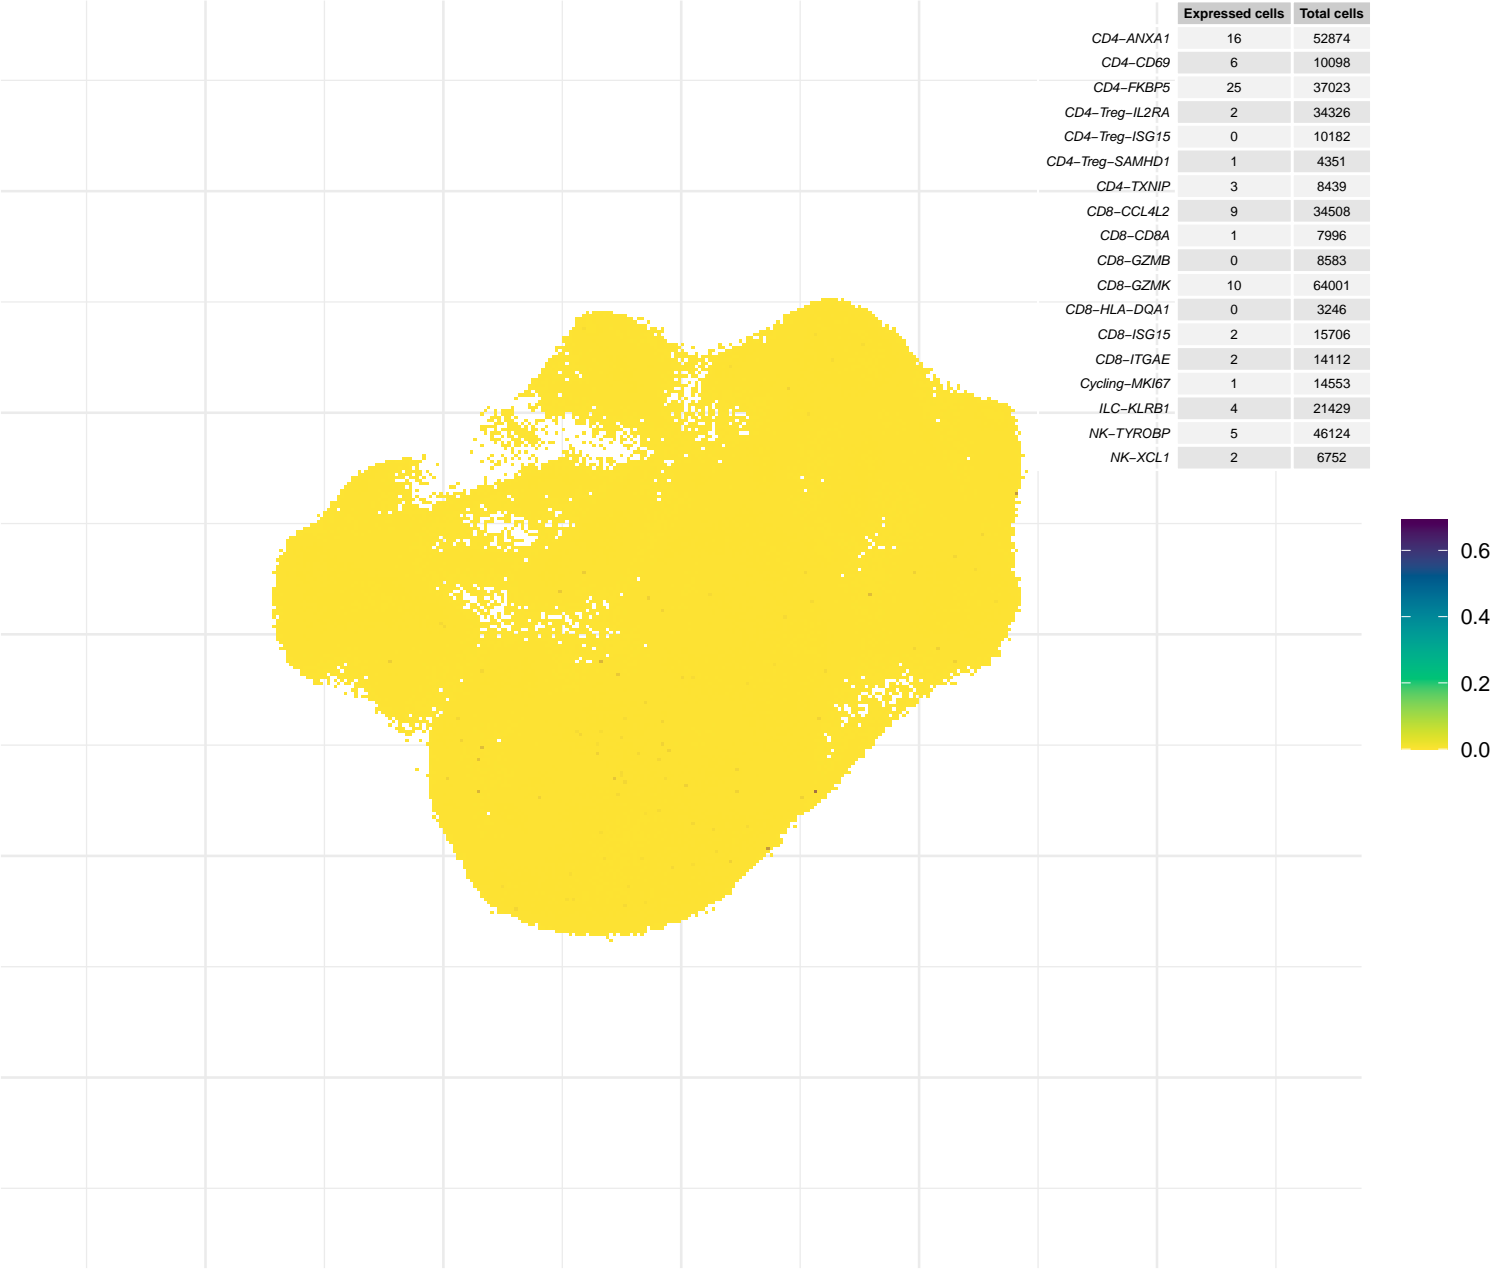 Expressed cells Total cells
CD4−ANXA1 16 52874
CD4−CD69 6 10098
CD4−FKBP5 25 37023
CD4−Treg−IL2RA 2 34326
CD4−Treg−ISG15 0 10182
CD4−Treg−SAMHD1 1 4351
CD4−TXNIP 3 8439
CD8−CCL4L2 9 34508
CD8−CD8A 1 7996
CD8−GZMB 0 8583
CD8−GZMK 10 64001
CD8−HLA−DQA1 0 3246
CD8−ISG15 2 15706
CD8−ITGAE 2 14112
Cycling−MKI67 1 14553
ILC−KLRB1 4 21429
NK−TYROBP 5 46124
NK−XCL1 2 6752
0.6
0.4
0.2
0.0